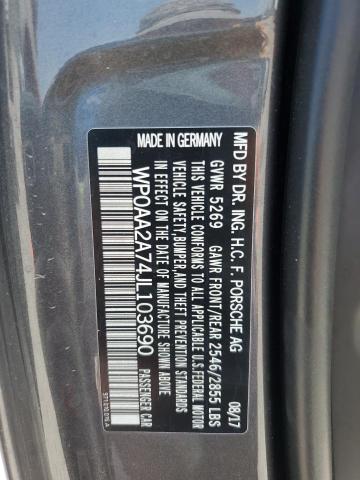 MFD BY DR. ING. H.C. F. PORSCHE AG
08/17
GVWR 5269 GAWR FRONT/REAR 2546/2855 LBS
THIS VEHICLE CONFORMS TO ALL APPLICABLE U.S. FEDERAL MOTOR
VEHICLE SAFETY, BUMPER, AND THEFT PREVENTION STANDARDS
IN EFFECT ON THE DATE OF MANUFACTURE SHOWN ABOVE
WP0AA2A74JL103690
MADE IN GERMANY
PASSENGER CAR